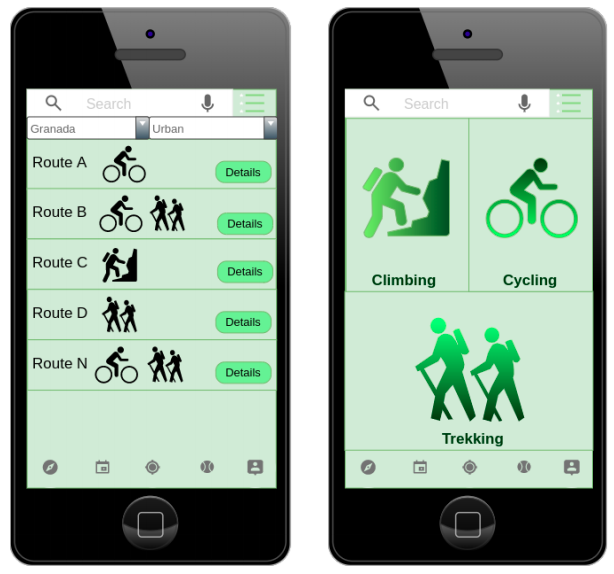 Search
Granada
Urban
Route A
Details
Route B
Details
Route C
Details
Route D
Details
Route N
Details
Search
Climbing
Cycling
Trekking